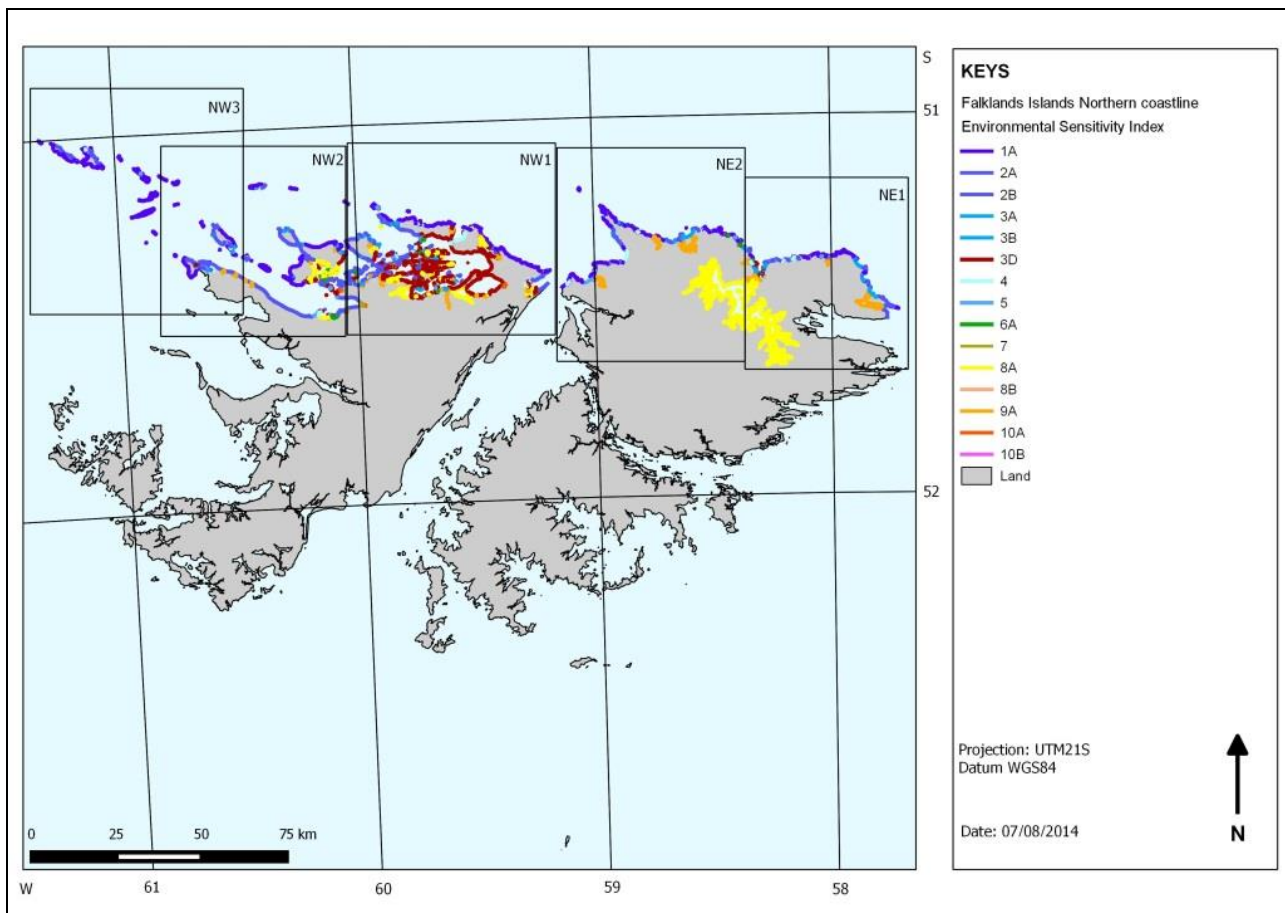 S
51
NW3
NW2
NW1
NE2
NE1
52
0 25 50 75 km
W 61 60 59 58
KEYS
Falklands Islands Northern coastline
Environmental Sensitivity Index
1A
2A
2B
3A
3B
3D
4
5
6A
7
8A
8B
9A
10A
10B
Land
Projection: UTM21S
Datum WGS84
Date: 07/08/2014
N